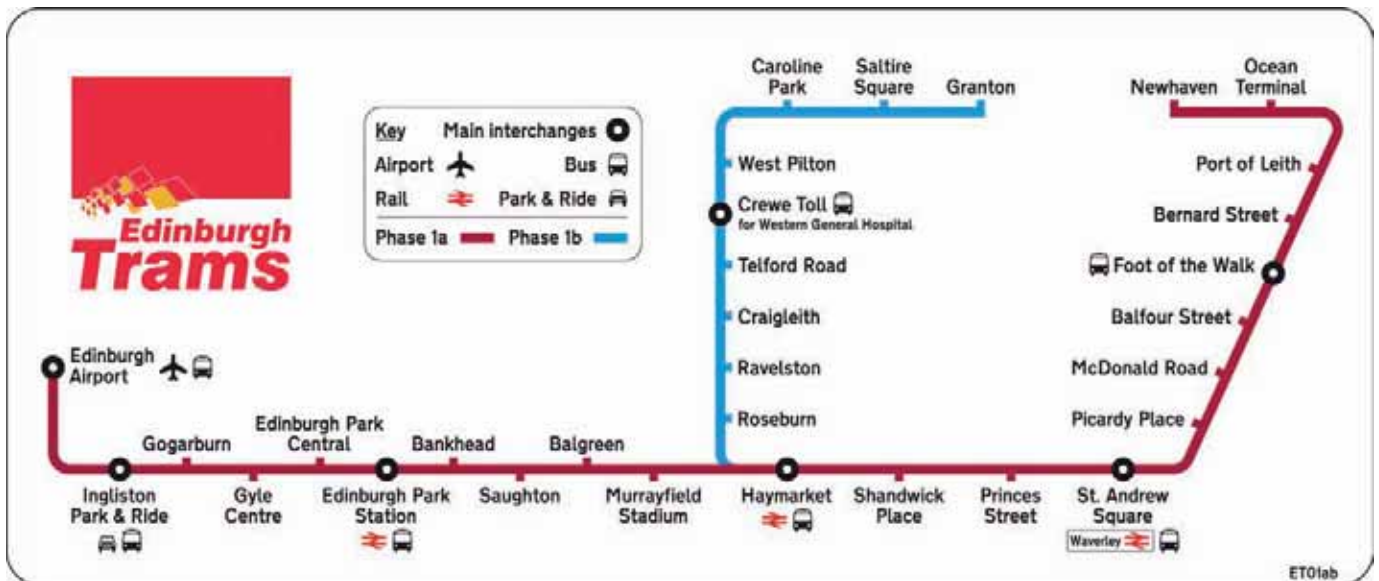 Edinburgh
Trams
Key Main interchanges
Airport Bus
Rail Park & Ride
Phase 1a Phase 1b
Caroline
Park
Saltire
Square
Granton
Newhaven
Ocean
Terminal
West Pilton
Crewe Toll
for Western General Hospital
Telford Road
Craigleith
Ravelston
Roseburn
Port of Leith
Bernard Street
Foot of the Walk
Balfour Street
McDonald Road
Picardy Place
Edinburgh
Airport
Ingliston
Park & Ride
Gogarburn
Gyle
Centre
Edinburgh Park
Central
Edinburgh Park
Station
Bankhead
Saughton
Balgreen
Murrayfield
Stadium
Haymarket
Shandwick
Place
Princes
Street
St. Andrew
Square
Waverley
ET01ab